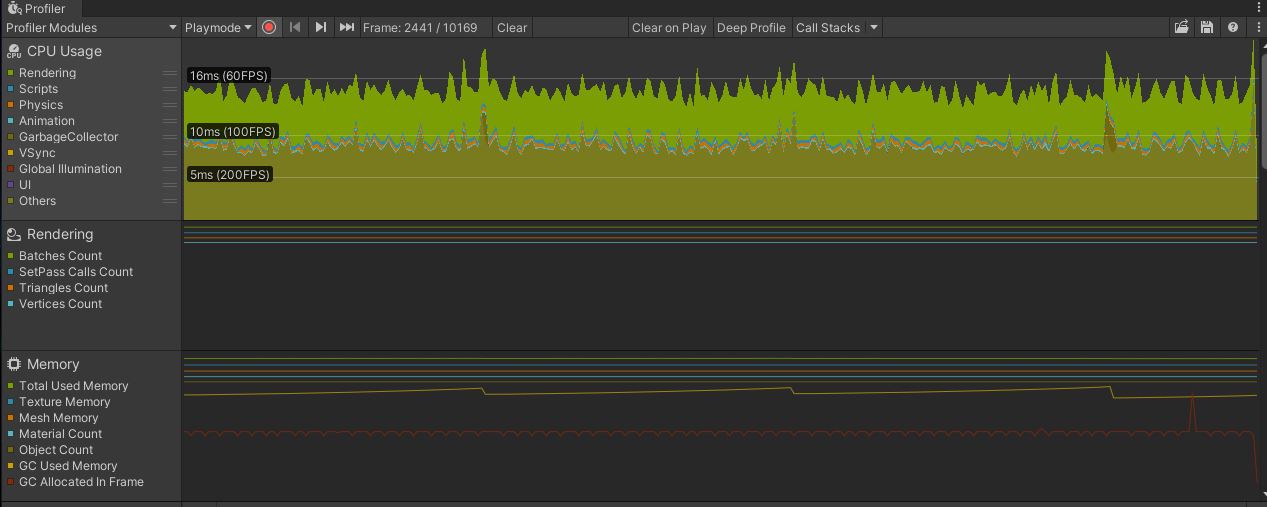 Profiler
Profiler Modules Playmode Frame: 2441 / 10169 Clear Clear on Play Deep Profile Call Stacks
CPU Usage
Rendering
Scripts
Physics
Animation
GarbageCollector
VSync
Global Illumination
UI
Others
16ms (60FPS)
10ms (100FPS)
5ms (200FPS)
Rendering
Batches Count
SetPass Calls Count
Triangles Count
Vertices Count
Memory
Total Used Memory
Texture Memory
Mesh Memory
Material Count
Object Count
GC Used Memory
GC Allocated In Frame